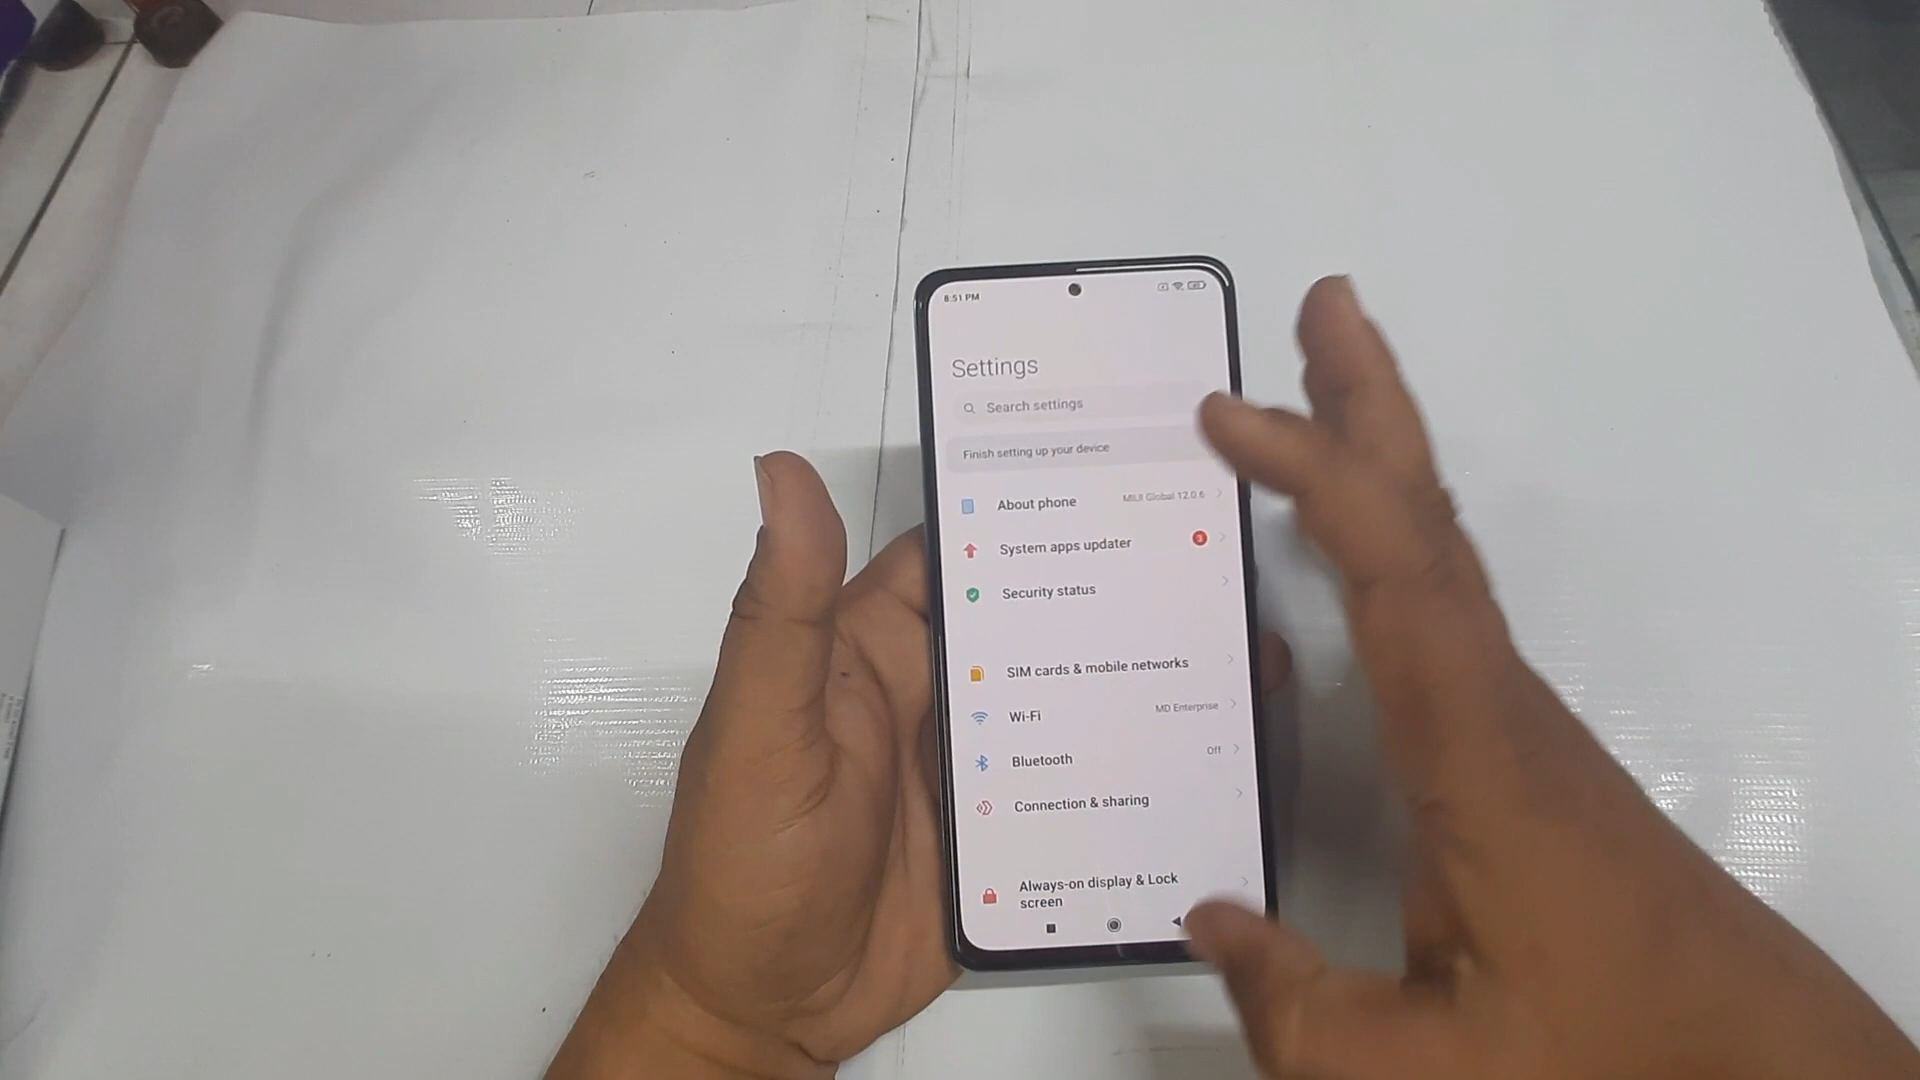 8:51 PM
Settings
Search settings
Finish setting up your device
About phone MIUI Global 12.0.6
System apps updater 3
Security status
SIM cards & mobile networks
Wi-Fi MD Enterprise
Bluetooth Off
Connection & sharing
Always-on display & Lock
screen